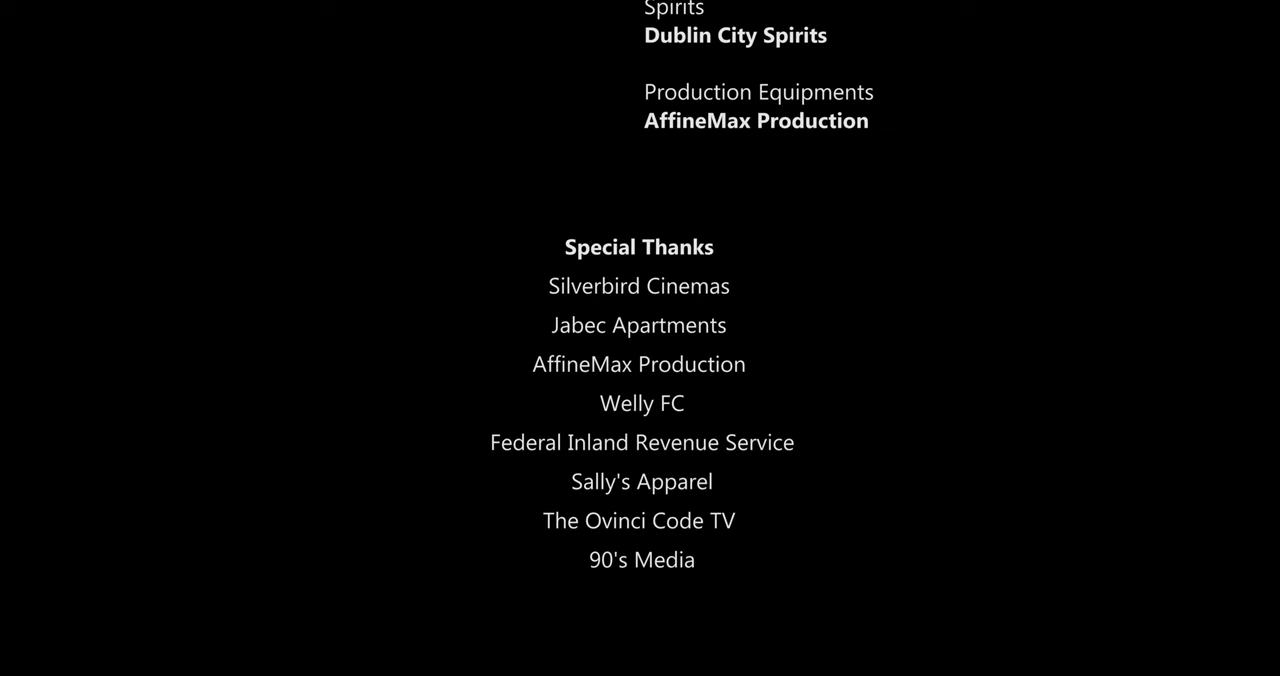 Spirits
Dublin City Spirits
Production Equipments
AffineMax Production
Special Thanks
Silverbird Cinemas
Jabec Apartments
AffineMax Production
Welly FC
Federal Inland Revenue Service
Sally's Apparel
The Ovinci Code TV
90's Media